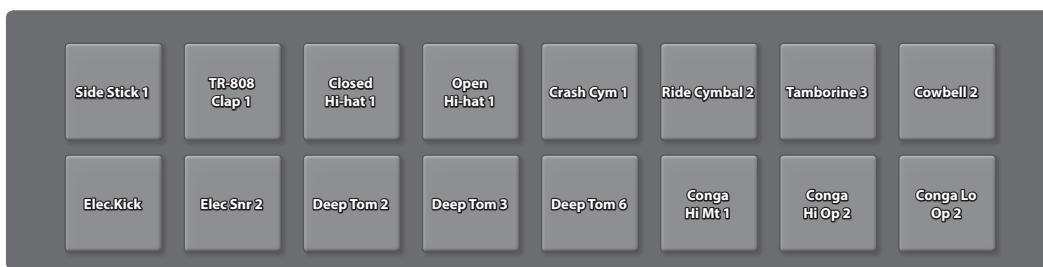 Side Stick 1
TR-808
Clap 1
Closed
Hi-hat 1
Open
Hi-hat 1
Crash Cym 1
Ride Cymbal 2
Tamborine 3
Cowbell 2
Elec.Kick
Elec Snr 2
Deep Tom 2
Deep Tom 3
Deep Tom 6
Conga
Hi Mt 1
Conga
Hi Op 2
Conga Lo
Op 2